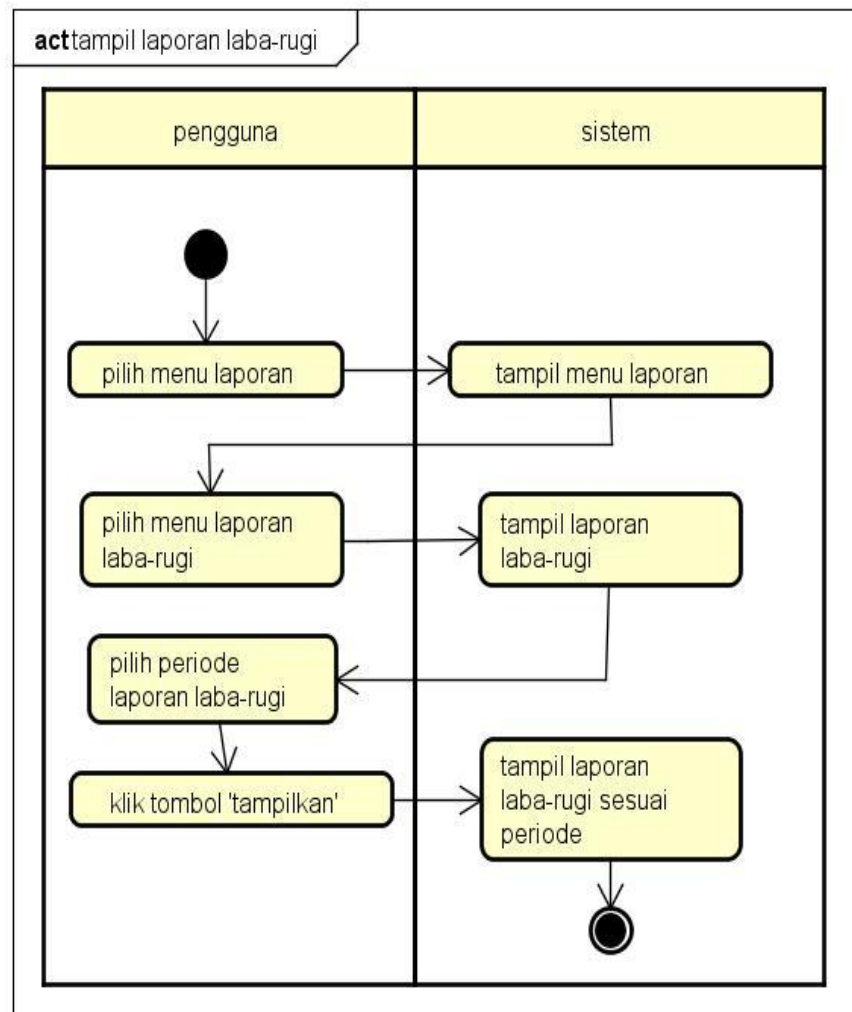 act tampil laporan laba-rugi
pengguna
sistem
pilih menu laporan
tampil menu laporan
pilih menu laporan
laba-rugi
tampil laporan
laba-rugi
pilih periode
laporan laba-rugi
klik tombol 'tampilkan'
tampil laporan
laba-rugi sesuai
periode